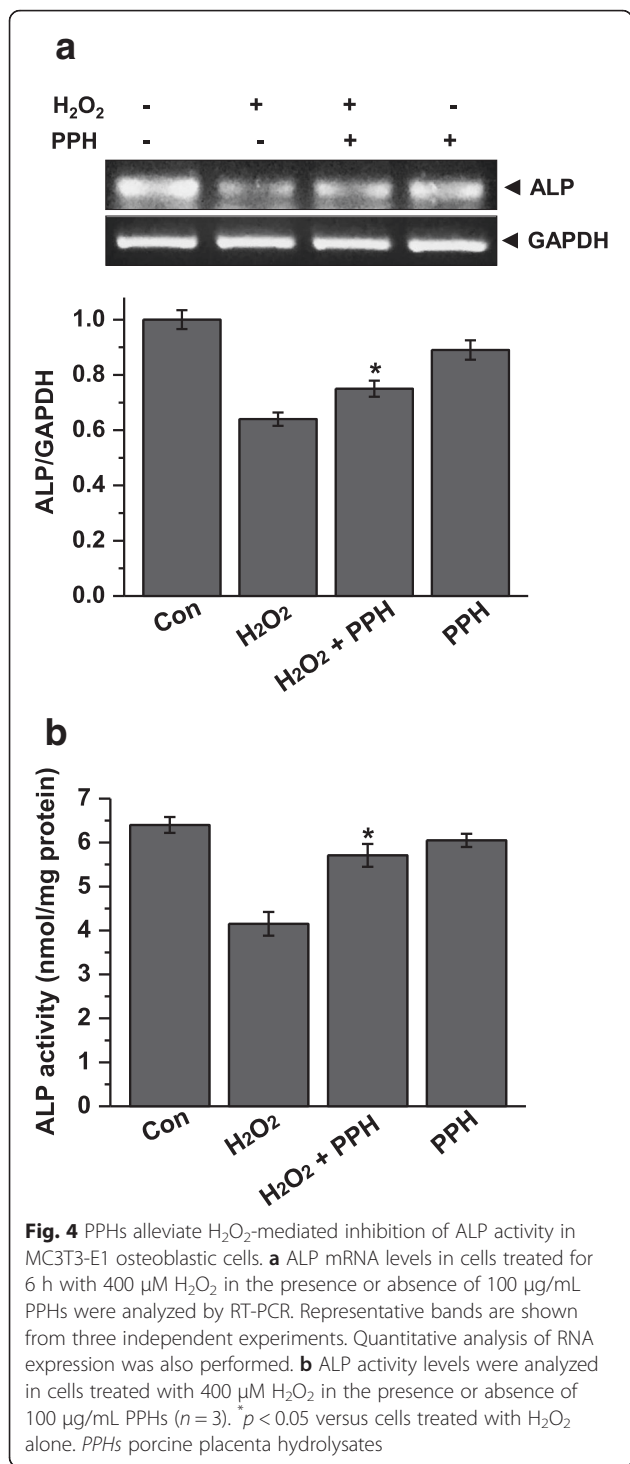 a
H₂O₂ - + + -
PPH - - + +
◄ ALP
◄ GAPDH
ALP/GAPDH
1.0
0.8
0.6
0.4
0.2
0.0
*
Con H₂O₂ H₂O₂ + PPH PPH
b
ALP activity (nmol/mg protein)
7
6
5
4
3
2
1
0
*
Con H₂O₂ H₂O₂ + PPH PPH
Fig. 4 PPHs alleviate H₂O₂-mediated inhibition of ALP activity in
MC3T3-E1 osteoblastic cells. a ALP mRNA levels in cells treated for
6 h with 400 μM H₂O₂ in the presence or absence of 100 μg/mL
PPHs were analyzed by RT-PCR. Representative bands are shown
from three independent experiments. Quantitative analysis of RNA
expression was also performed. b ALP activity levels were analyzed
in cells treated with 400 μM H₂O₂ in the presence or absence of
100 μg/mL PPHs (n = 3). *p < 0.05 versus cells treated with H₂O₂
alone. PPHs porcine placenta hydrolysates